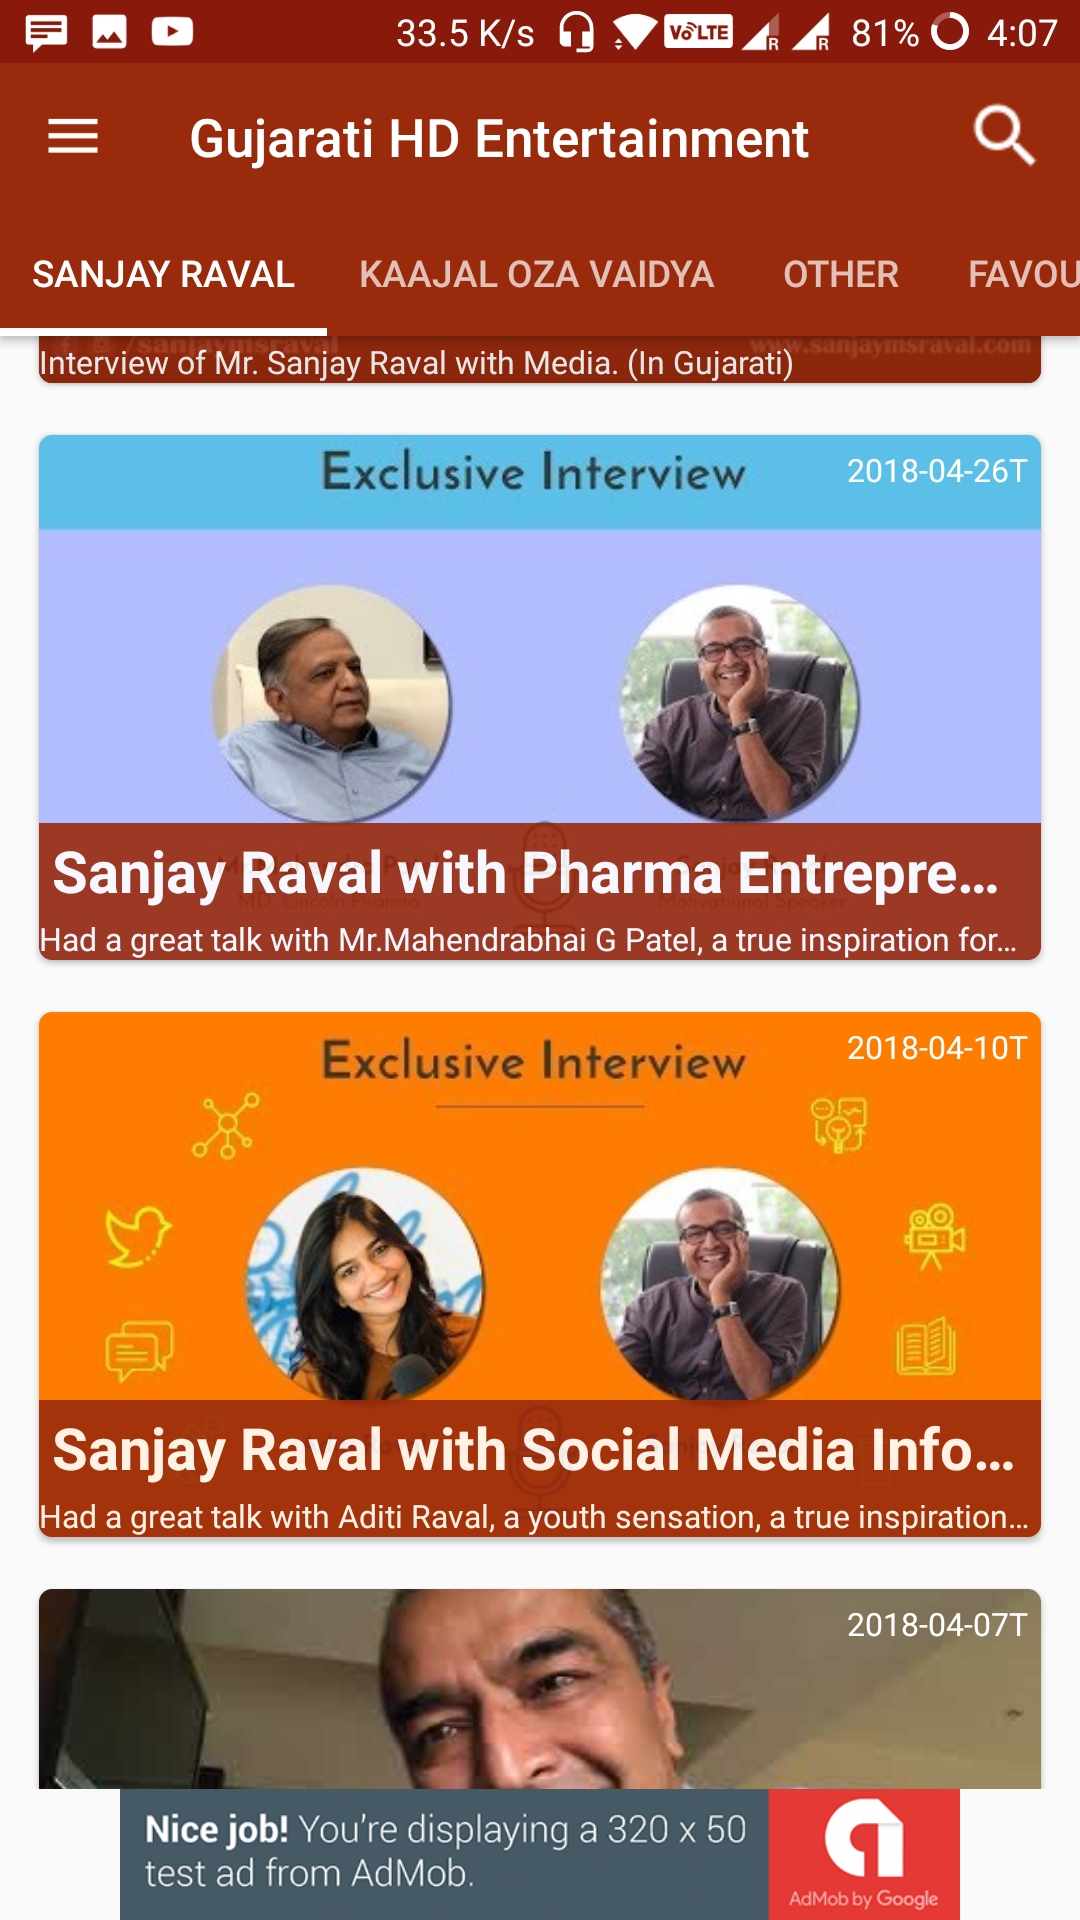 33.5 K/s VoLTE R R 81% 4:07
Gujarati HD Entertainment
SANJAY RAVAL KAAJAL OZA VAIDYA OTHER FAVOU
/sanjaymsraval www.sanjaymsraval.com
Interview of Mr. Sanjay Raval with Media. (In Gujarati)
Exclusive Interview 2018-04-26T
Sanjay Raval with Pharma Entrepre...
MD, Lincoln Pharma Motivational Speaker
Had a great talk with Mr.Mahendrabhai G Patel, a true inspiration for...
Exclusive Interview 2018-04-10T
Sanjay Raval with Social Media Info...
Had a great talk with Aditi Raval, a youth sensation, a true inspiration...
2018-04-07T
Nice job! You're displaying a 320 x 50
test ad from AdMob.
AdMob by Google